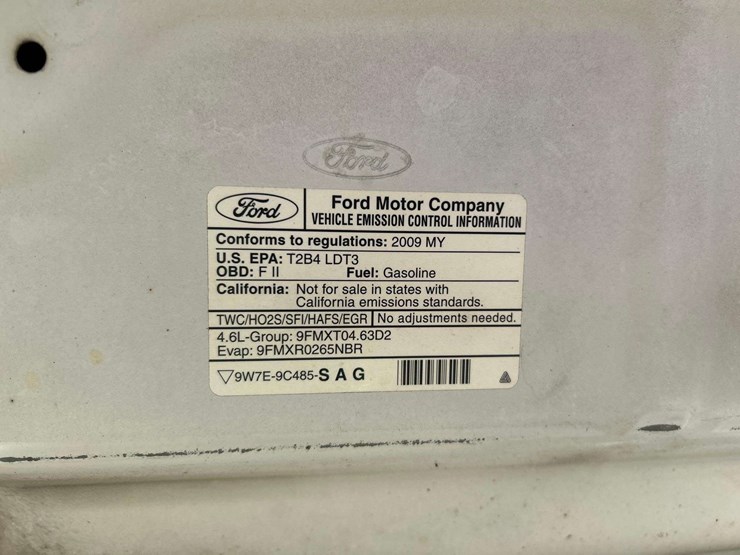 Ford
Ford
Ford Motor Company
VEHICLE EMISSION CONTROL INFORMATION
Conforms to regulations: 2009 MY
U.S. EPA: T2B4 LDT3
OBD: F II Fuel: Gasoline
California: Not for sale in states with
California emissions standards.
TWC/HO2S/SFI/HAFS/EGR No adjustments needed.
4.6L-Group: 9FMXT04.63D2
Evap: 9FMXR0265NBR
▽9W7E-9C485-S A G